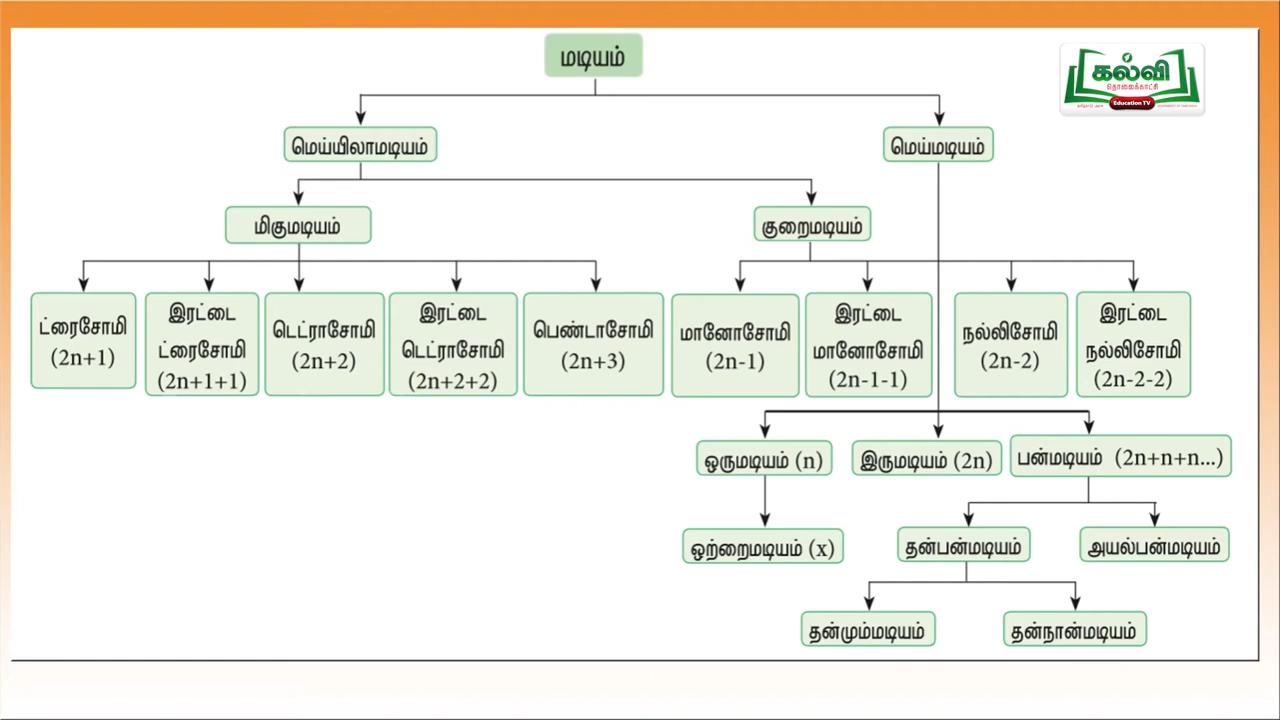 மடியம்
கல்வி
தொலைக்காட்சி
Education TV
மெய்யிலாமடியம்
மெய்மடியம்
மிகுமடியம்
குறைமடியம்
ட்ரைசோமி
(2n+1)
இரட்டை
ட்ரைசோமி
(2n+1+1)
டெட்ராசோமி
(2n+2)
இரட்டை
டெட்ராசோமி
(2n+2+2)
பெண்டாசோமி
(2n+3)
மானோசோமி
(2n-1)
இரட்டை
மானோசோமி
(2n-1-1)
நல்லிசோமி
(2n-2)
இரட்டை
நல்லிசோமி
(2n-2-2)
ஒருமடியம் (n)
இருமடியம் (2n)
பன்மடியம் (2n+n+n...)
ஒற்றைமடியம் (x)
தன்பன்மடியம்
அயல்பன்மடியம்
தன்மும்மடியம்
தன்நான்மடியம்